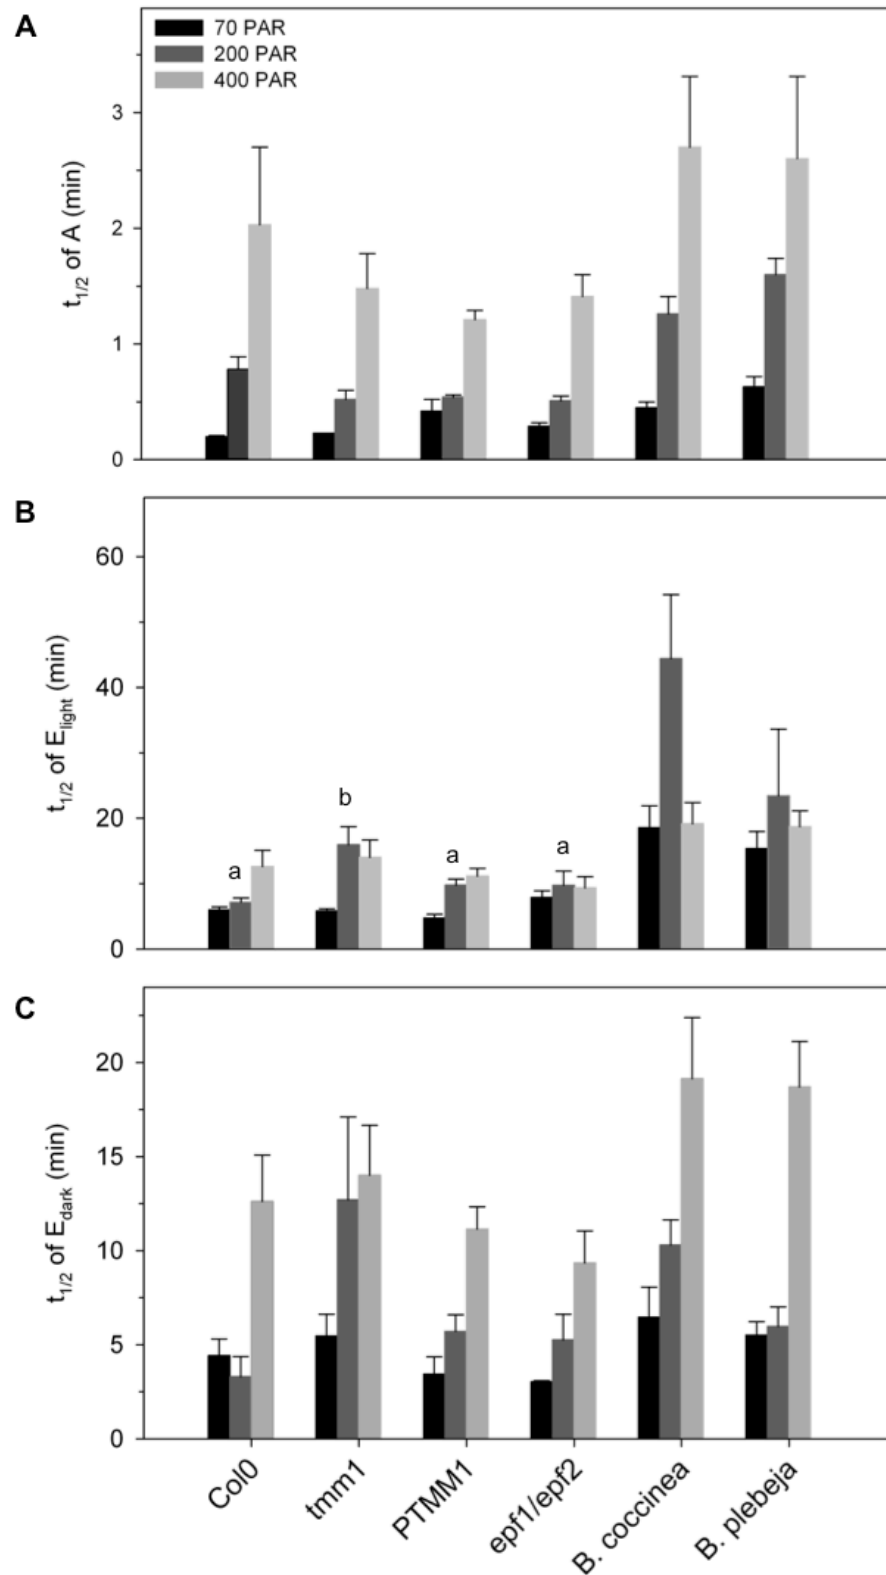 A
70 PAR
200 PAR
400 PAR
t1/2 of A (min)
3
2
1
0
B
t1/2 of Elight (min)
60
40
20
0
a
b
a
a
C
t1/2 of Edark (min)
20
15
10
5
0
Col0
tmm1
PTMM1
epf1/epf2
B. coccinea
B. plebeja